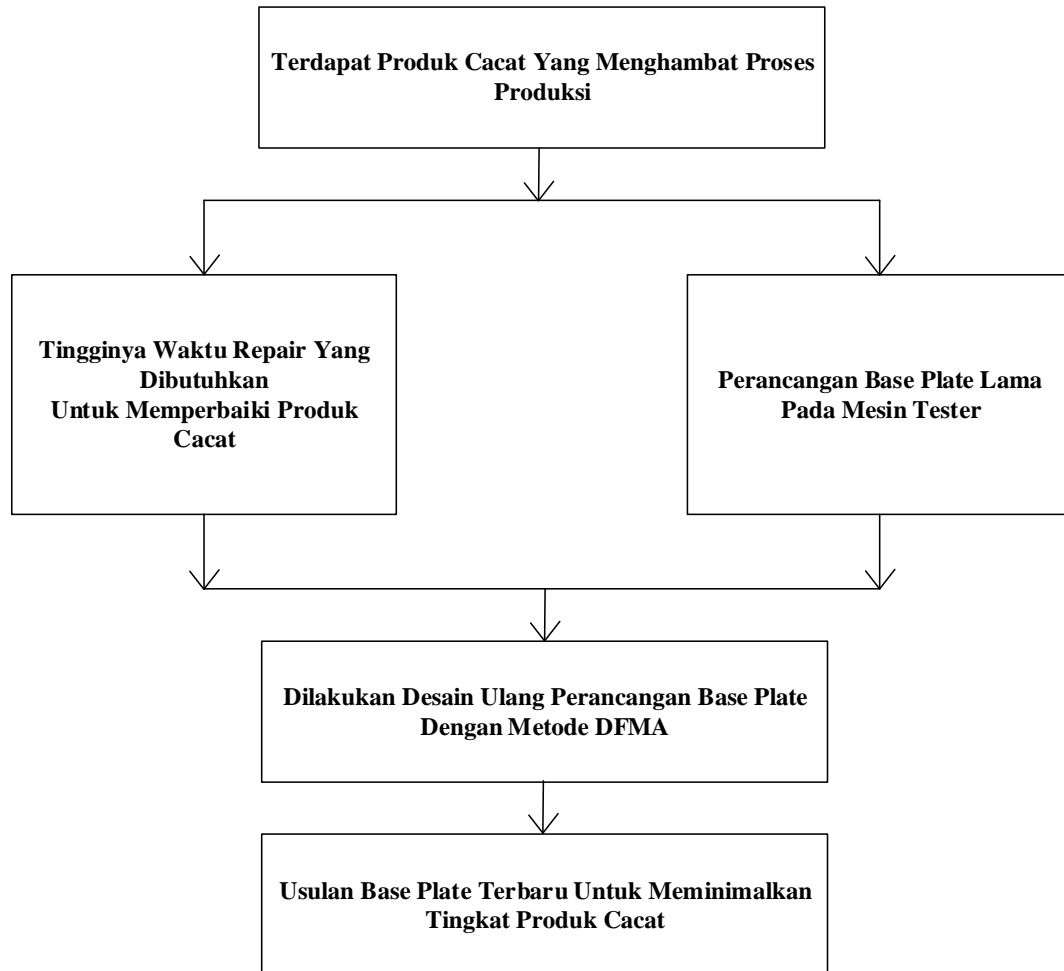 Terdapat Produk Cacat Yang Menghambat Proses
Produksi
Tingginya Waktu Repair Yang
Dibutuhkan
Untuk Memperbaiki Produk
Cacat
Perancangan Base Plate Lama
Pada Mesin Tester
Dilakukan Desain Ulang Perancangan Base Plate
Dengan Metode DFMA
Usulan Base Plate Terbaru Untuk Meminimalkan
Tingkat Produk Cacat